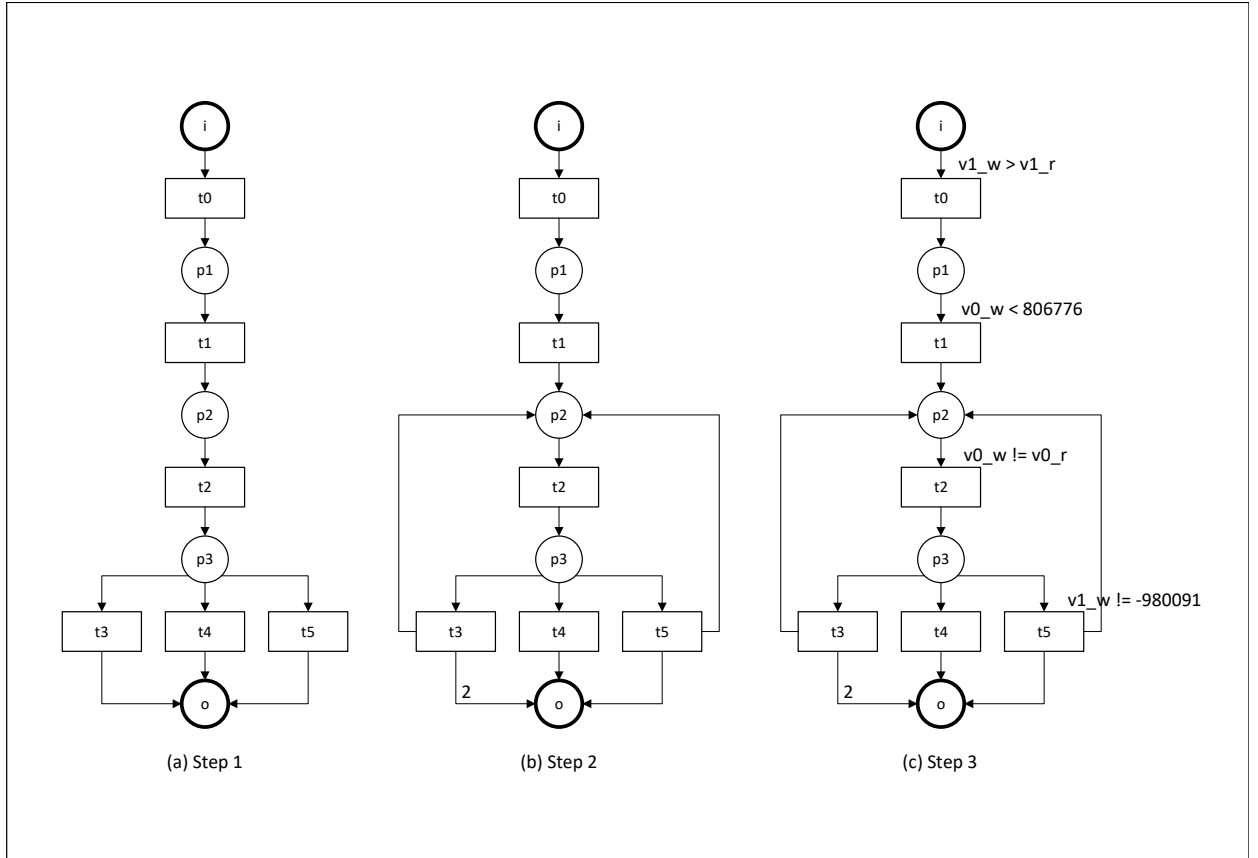 i
t0
p1
t1
p2
t2
p3
t3
t4
t5
o
(a) Step 1
i
t0
p1
t1
p2
t2
p3
t3
t4
t5
2
o
(b) Step 2
i
v1_w > v1_r
t0
p1
v0_w < 806776
t1
p2
v0_w != v0_r
t2
p3
v1_w != -980091
t3
t4
t5
2
o
(c) Step 3